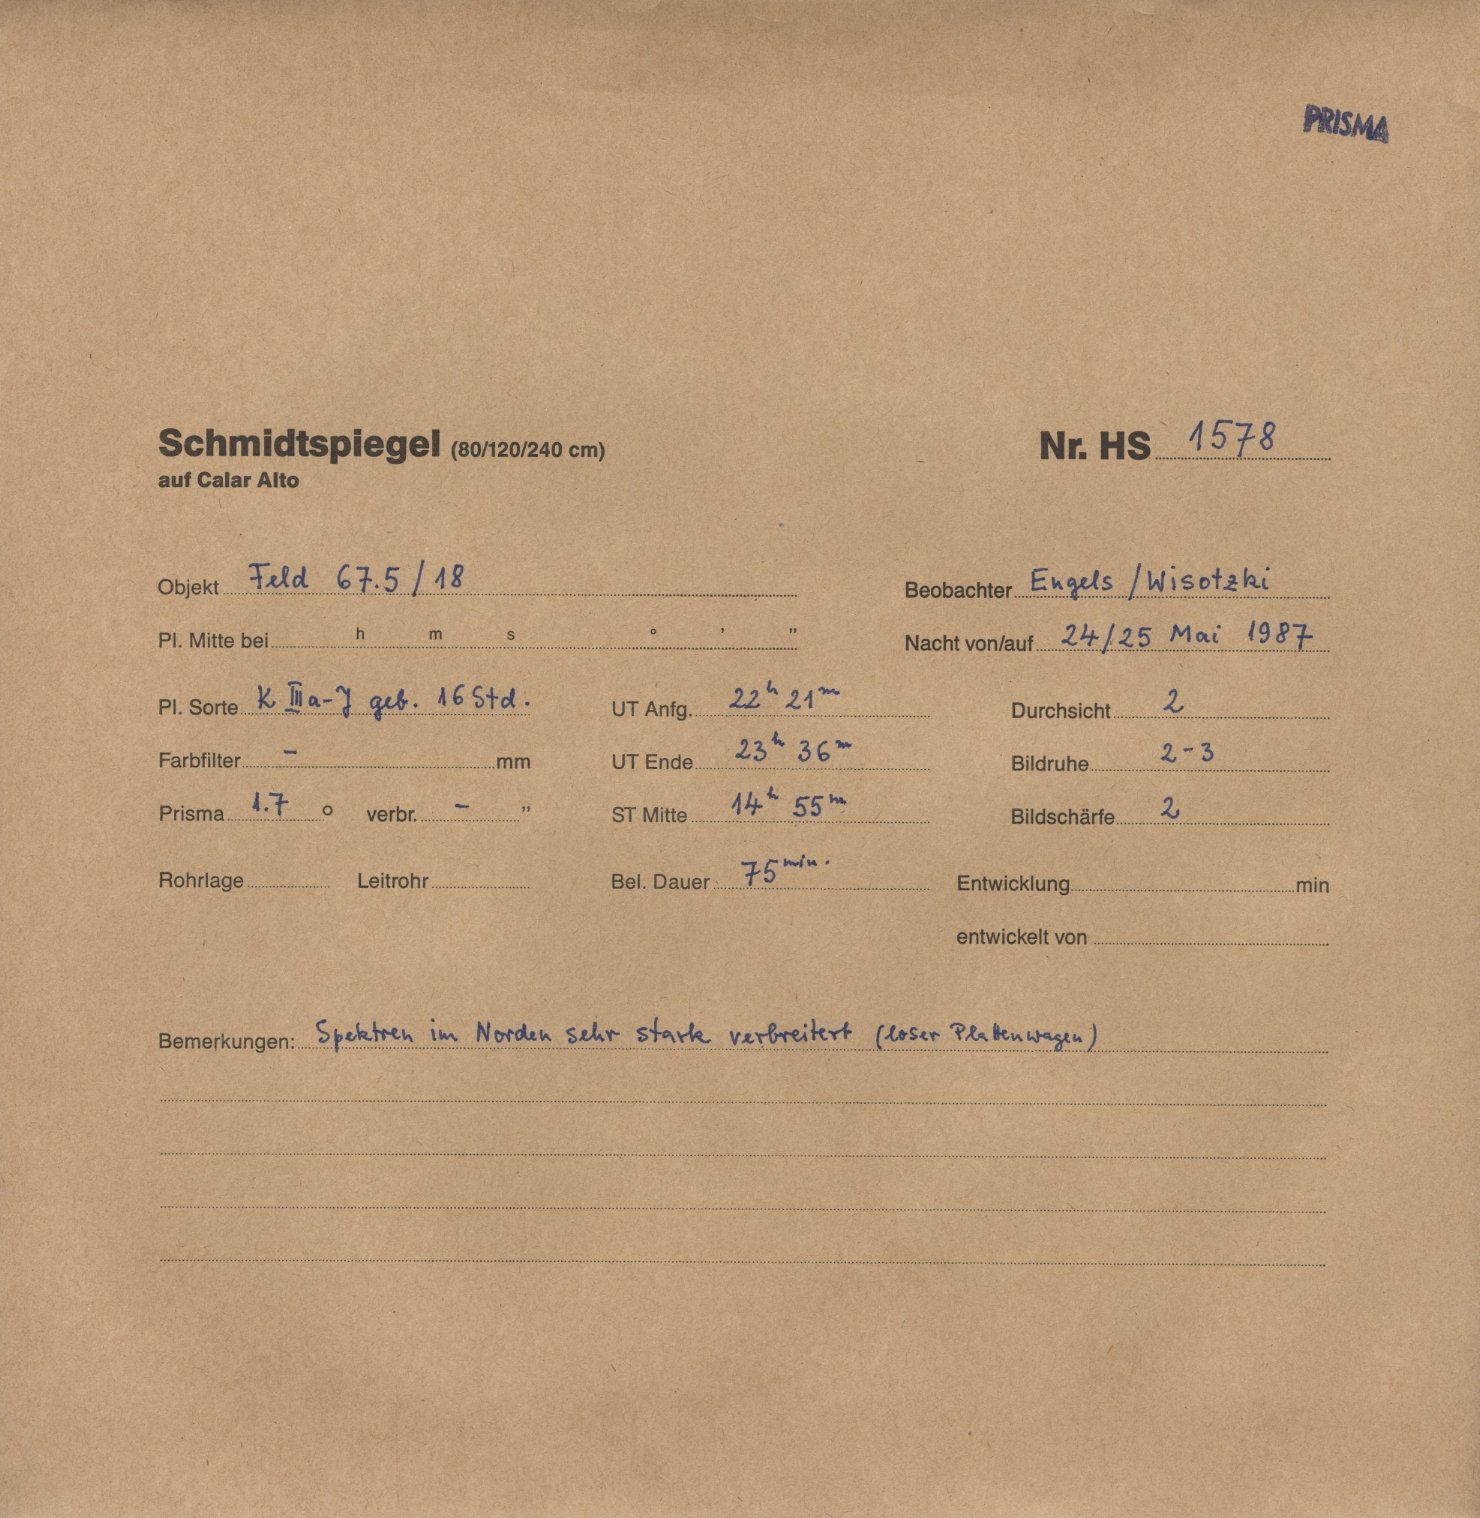 PRISMA
Schmidtspiegel (80/120/240 cm) Nr. HS 1578
auf Calar Alto
Objekt Feld 67.5 / 18 Beobachter Engels / Wisotzki
Pl. Mitte bei h m s ° ' " Nacht von/auf 24/25 Mai 1987
Pl. Sorte K IIIa-J geb. 16 Std. UT Anfg. 22h 21m Durchsicht 2
Farbfilter - mm UT Ende 23h 36m Bildruhe 2-3
Prisma 1.7 ° verbr. - " ST Mitte 14h 55m Bildschärfe 2
Rohrlage Leitrohr Bel. Dauer 75 min. Entwicklung min
entwickelt von
Bemerkungen: Spektren im Norden sehr stark verbreitert (loser Plattenwagen)